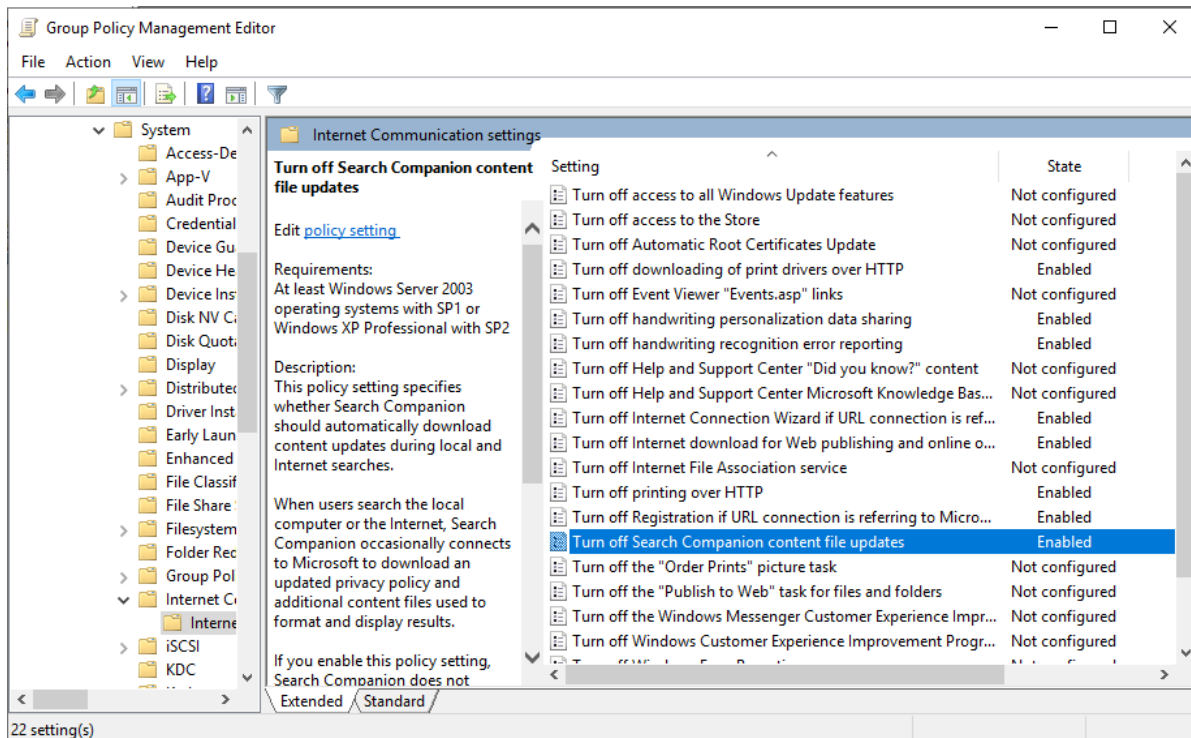 Group Policy Management Editor
File Action View Help
System
Access-De
App-V
Audit Proc
Credential
Device Gu
Device He
Device Ins
Disk NV Ca
Disk Quota
Display
Distributed
Driver Inst
Early Laun
Enhanced
File Classif
File Share
Filesystem
Folder Red
Group Pol
Internet Co
Interne
iSCSI
KDC
Internet Communication settings
Turn off Search Companion content
file updates
Edit policy setting
Requirements:
At least Windows Server 2003
operating systems with SP1 or
Windows XP Professional with SP2
Description:
This policy setting specifies
whether Search Companion
should automatically download
content updates during local and
Internet searches.
When users search the local
computer or the Internet, Search
Companion occasionally connects
to Microsoft to download an
updated privacy policy and
additional content files used to
format and display results.
If you enable this policy setting,
Search Companion does not
Setting State
Turn off access to all Windows Update features Not configured
Turn off access to the Store Not configured
Turn off Automatic Root Certificates Update Not configured
Turn off downloading of print drivers over HTTP Enabled
Turn off Event Viewer "Events.asp" links Not configured
Turn off handwriting personalization data sharing Enabled
Turn off handwriting recognition error reporting Enabled
Turn off Help and Support Center "Did you know?" content Not configured
Turn off Help and Support Center Microsoft Knowledge Bas... Not configured
Turn off Internet Connection Wizard if URL connection is ref... Enabled
Turn off Internet download for Web publishing and online o... Enabled
Turn off Internet File Association service Not configured
Turn off printing over HTTP Enabled
Turn off Registration if URL connection is referring to Micro... Enabled
Turn off Search Companion content file updates Enabled
Turn off the "Order Prints" picture task Not configured
Turn off the "Publish to Web" task for files and folders Not configured
Turn off the Windows Messenger Customer Experience Impr... Not configured
Turn off Windows Customer Experience Improvement Progr... Not configured
Extended Standard
22 setting(s)